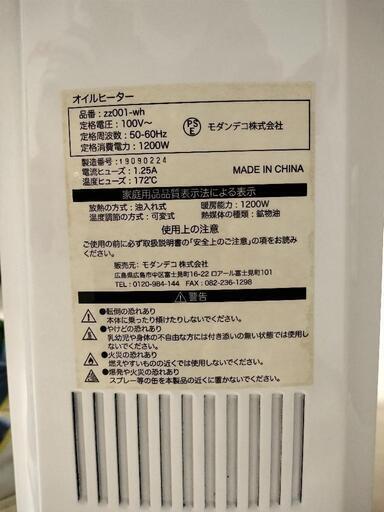 オイルヒーター
品番：zz001-wh
定格電圧：100V～
定格周波数：50-60Hz
定格消費電力：1200W
PSE
モダンデコ株式会社
製造番号：19090224
電流ヒューズ：1.25A
温度ヒューズ：172℃
MADE IN CHINA
家庭用品品質表示法による表示
放熱の方式：油入れ式　暖房能力：1200W
温度調節の方式：可変式　熱媒体の種類：鉱物油
使用上の注意
ご使用の前に必ず取扱説明書の「安全上のご注意」の項をお読み
ください。
販売元：モダンデコ株式会社
広島県広島市中区富士見町16-22 ロアール富士見町101
TEL：0120-984-144　FAX：082-236-1298
警告
●転倒の恐れあり
本体に乗ったり傾けたりしないでください。
●やけどの恐れあり
乳幼児や身体の不自由な方には付き添いの無い状態では使用
しないでください。
●火災の恐れあり
燃えやすいものの近くでは使用しないでください。
●爆発や火災の恐れあり
スプレー等の缶を本製品の近くに置かないでください。